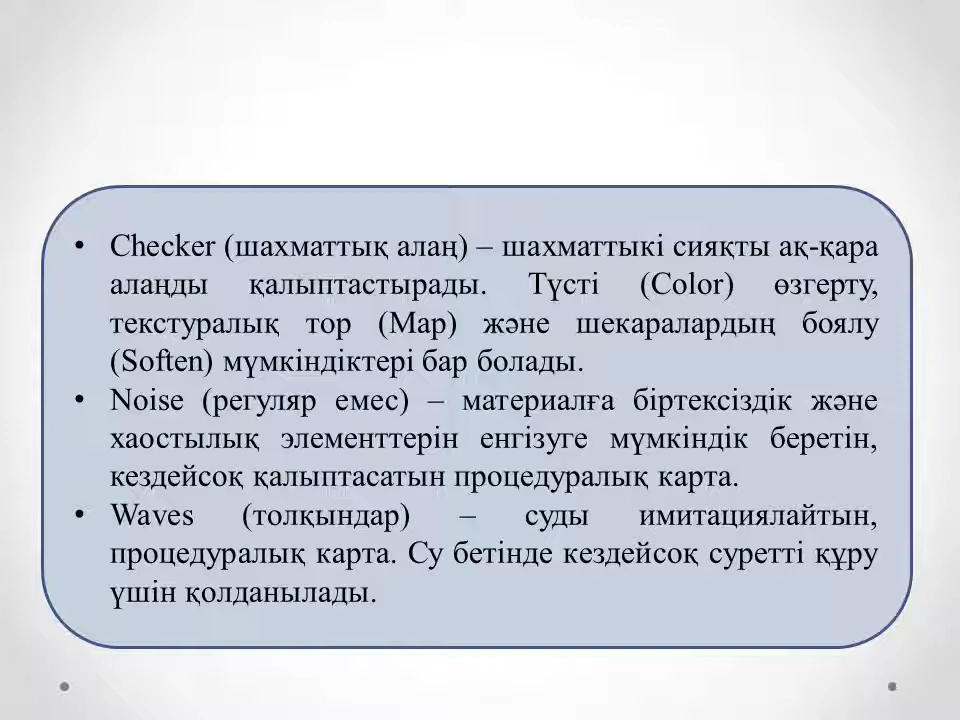 • Checker (шахматтық алаң) – шахматтыкі сияқты ақ-қара
алаңды қалыптастырады. Түсті (Color) өзгерту,
текстуралық тор (Map) және шекаралардың боялу
(Soften) мүмкіндіктері бар болады.
• Noise (регуляр емес) – материалға біртексіздік және
хаостылық элементтерін енгізуге мүмкіндік беретін,
кездейсоқ қалыптасатын процедуралық карта.
• Waves (толқындар) – суды имитациялайтын,
процедуралық карта. Су бетінде кездейсоқ суретті құру
үшін қолданылады.